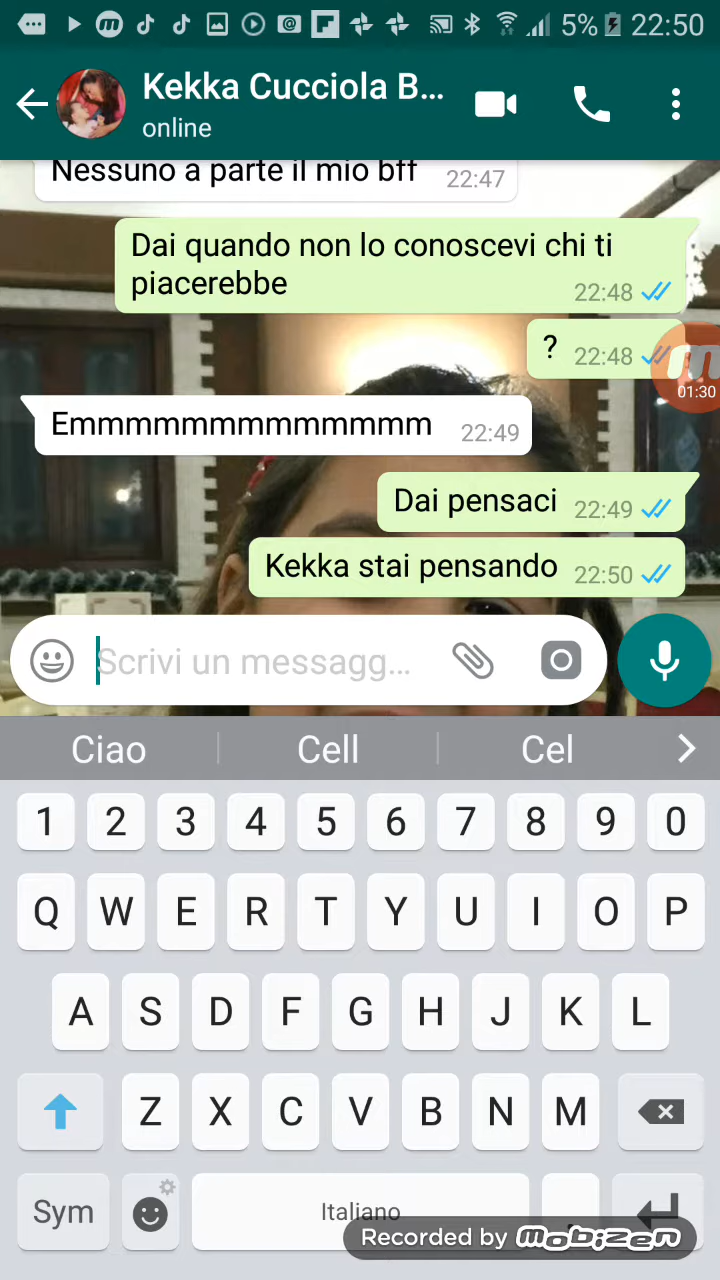 5% 22:50
Kekka Cucciola B...
online
Nessuno a parte il mio bff 22:47
Dai quando non lo conoscevi chi ti
piacerebbe 22:48
? 22:48
01:30
Emmmmmmmmmmmmm 22:49
Dai pensaci 22:49
Kekka stai pensando 22:50
Scrivi un messagg...
Ciao Cell Cel
1 2 3 4 5 6 7 8 9 0
Q W E R T Y U I O P
A S D F G H J K L
Z X C V B N M
Sym Italiano .
Recorded by mobizen